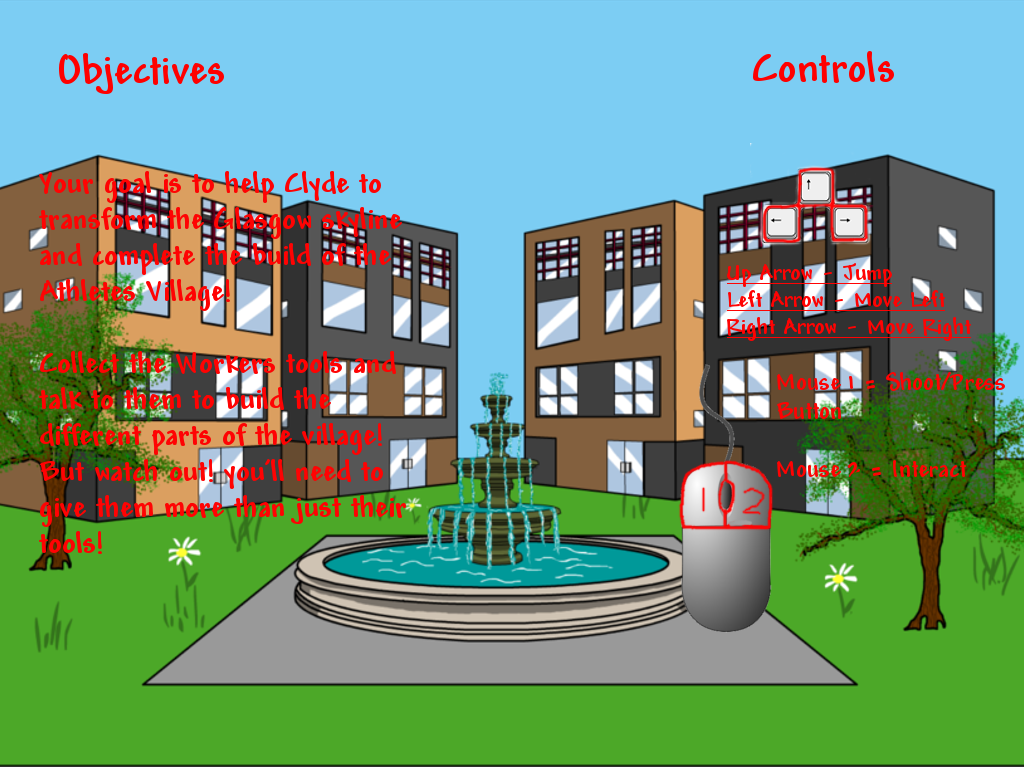 Objectives
Your goal is to help Clyde to
transform the Glasgow skyline
and complete the build of the
Athletes Village!
Collect the Workers tools and
talk to them to build the
different parts of the village!
But watch out! you'll need to
give them more than just their
tools!
Controls
↑
← →
Up Arrow - Jump
Left Arrow - Move Left
Right Arrow - Move Right
Mouse 1 = Shoot/Press
Button
Mouse 2 = Interact
1 2